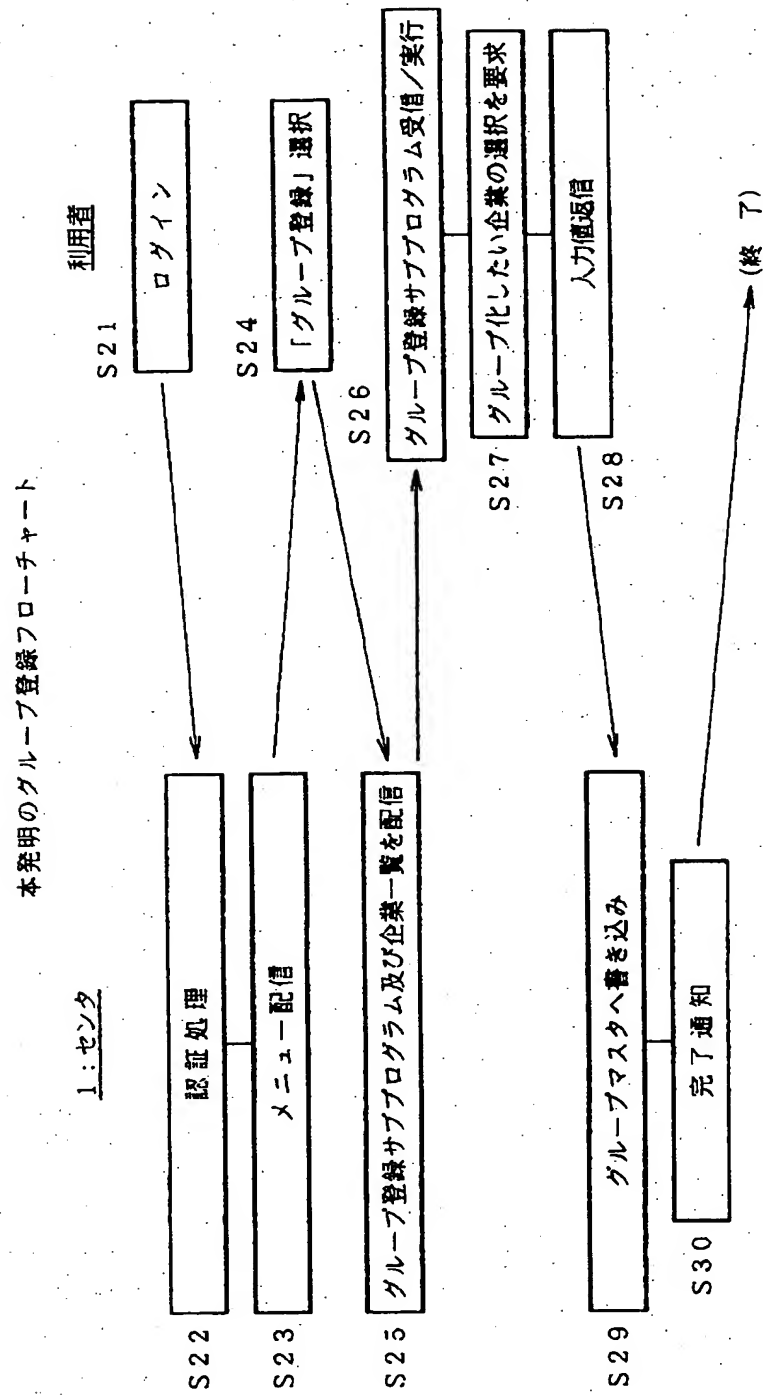 本発明のグループ登録フローチャート
1:センタ
利用者
S21
ログイン
S22
認証処理
S23
メニュー配信
S24
「グループ登録」選択
S25
グループ登録サブプログラム及び企業一覧を配信
S26
グループ登録サブプログラム受信/実行
S27
グループ化したい企業の選択を要求
S28
入力値返信
S29
グループマスタへ書き込み
S30
完了通知
(終 了)